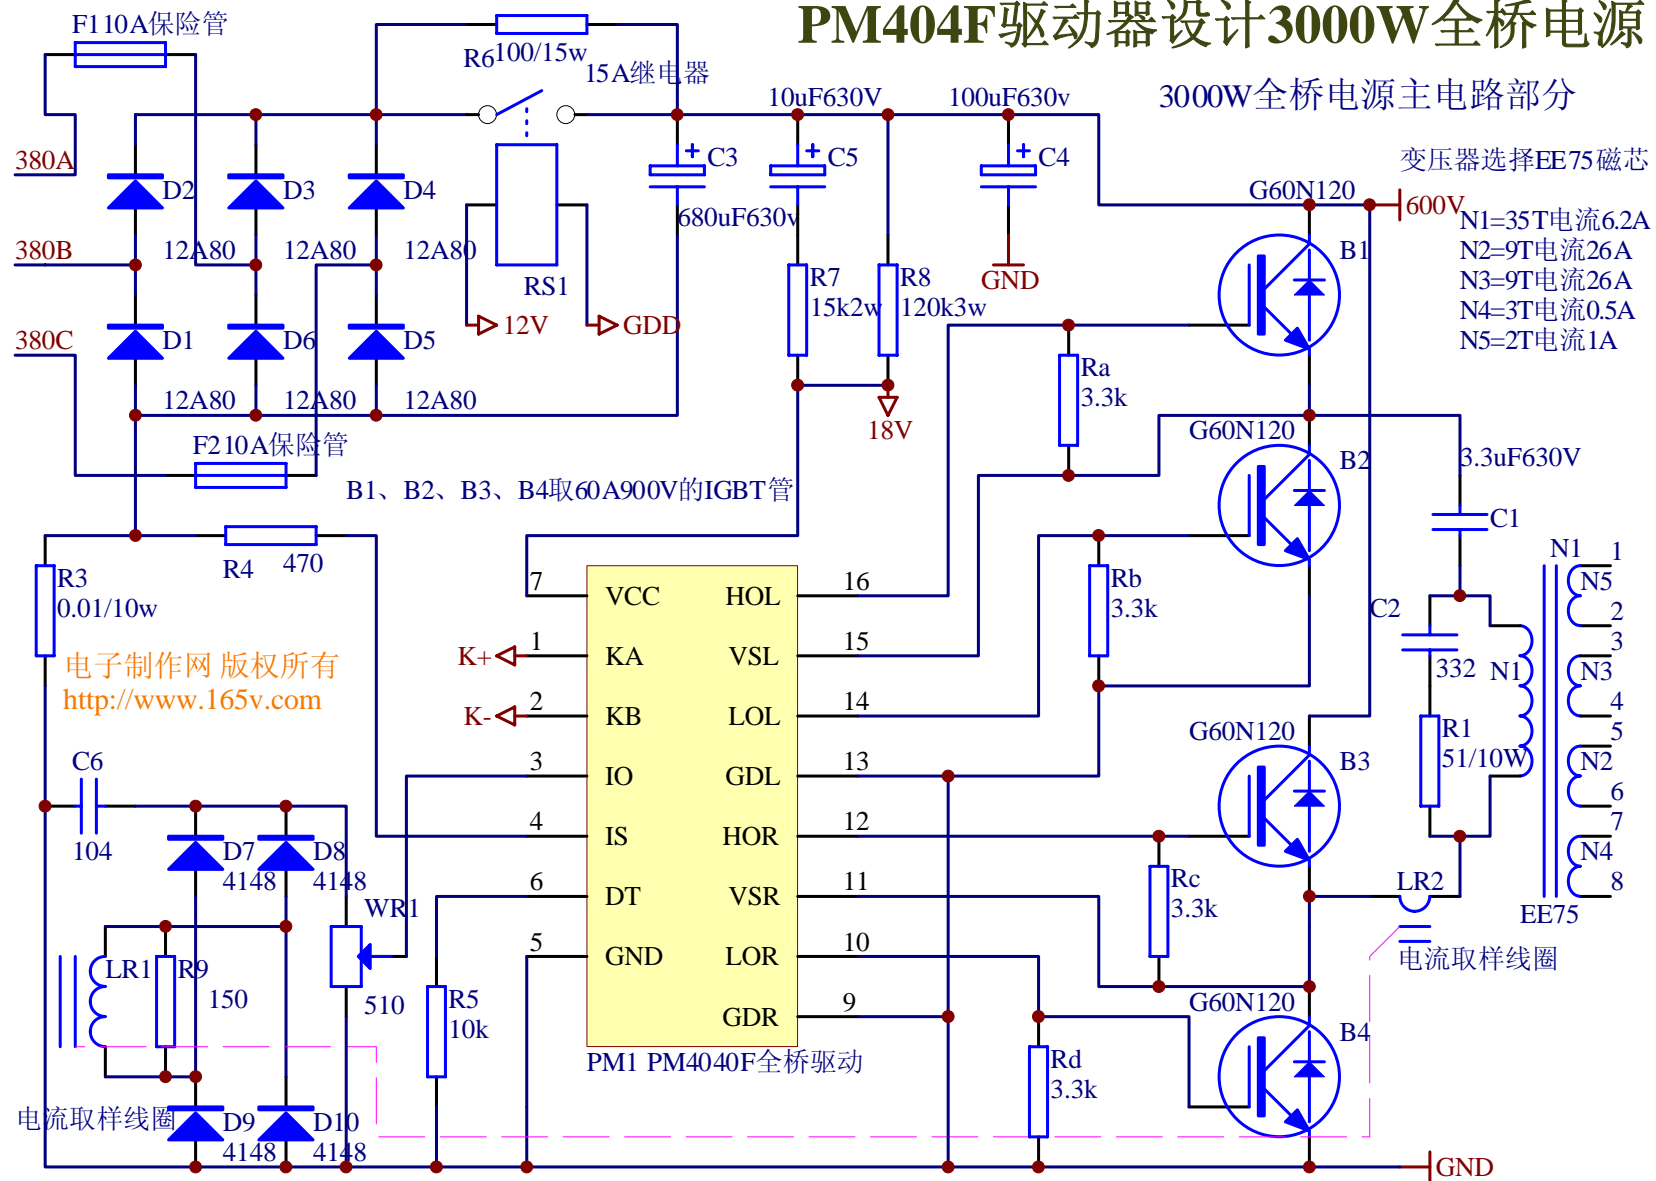 PM404F驱动器设计3000W全桥电源
F110A保险管
R6 100/15w
15A继电器
3000W全桥电源主电路部分
10uF630V
100uF630v
变压器选择EE75磁芯
380A
D2
D3
D4
C3
C5
C4
G60N120
600V
N1=35T电流6.2A
N2=9T电流26A
N3=9T电流26A
N4=3T电流0.5A
N5=2T电流1A
680uF630v
380B
12A80
12A80
12A80
B1
RS1
GND
R7
15k2w
R8
120k3w
12V
GDD
380C
D1
D6
D5
Ra
3.3k
12A80
12A80
12A80
18V
G60N120
F210A保险管
B2
3.3uF630V
B1、B2、B3、B4取60A900V的IGBT管
C1
R4
470
R3
0.01/10w
7
VCC
HOL
16
Rb
3.3k
C2
N1
1
N5
2
电子制作网 版权所有
http://www.165v.com
K+
1
KA
VSL
15
332
N1
3
N3
4
K-
2
KB
LOL
14
G60N120
R1
51/10W
5
N2
6
C6
3
IO
GDL
13
B3
104
4
IS
HOR
12
7
N4
8
D7
4148
D8
4148
WR1
6
DT
VSR
11
Rc
3.3k
LR2
EE75
5
GND
LOR
10
电流取样线圈
LR1
R9
150
510
R5
10k
9
GDR
G60N120
B4
PM1 PM4040F全桥驱动
Rd
3.3k
电流取样线圈
D9
4148
D10
4148
GND